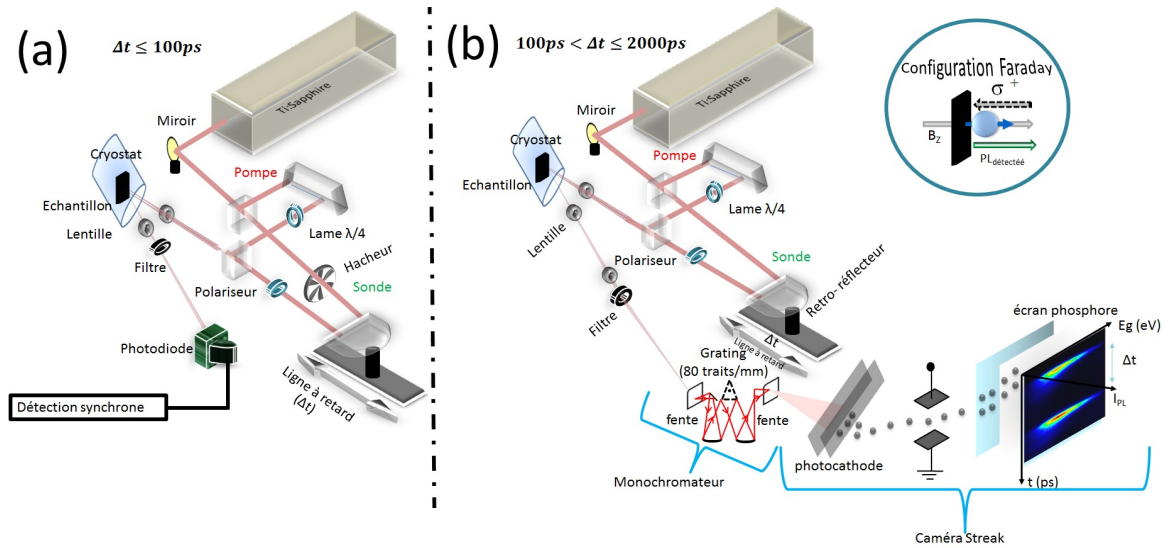 (a)
Δt ≤ 100ps
Ti:Sapphire
Miroir
Cryostat
Pompe
Echantillon
Lentille
Lame λ/4
Filtre
Hacheur
Polariseur
Sonde
Photodiode
Ligne à retard
(Δt)
Détection synchrone
(b)
100ps < Δt ≤ 2000ps
Ti:Sapphire
Miroir
Cryostat
Pompe
Echantillon
Lentille
Lame λ/4
Polariseur
Sonde
Filtre
Retro- réflecteur
Δt
Ligne à retard
Grating
(80 traits/mm)
fente
fente
Monochromateur
photocathode
écran phosphore
Eg (eV)
Δt
I_PL
t (ps)
Caméra Streak
Configuration Faraday
σ+
B_Z
PL_détectéé